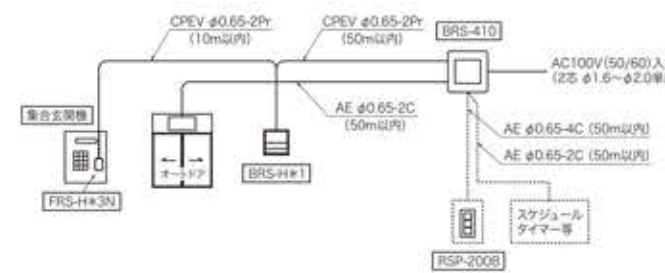 CPEV φ0.65-2Pr
(10m以内)
CPEV φ0.65-2Pr
(50m以内)
BRS-410
AC100V(50/60)入
(2芯 φ1.6~φ2.0単
AE φ0.65-2C
(50m以内)
集合玄関機
オートドア
BRS-H*1
FRS-H*3N
AE φ0.65-4C (50m以内)
AE φ0.65-2C (50m以内)
スケジュール
タイマー等
RSP-200B